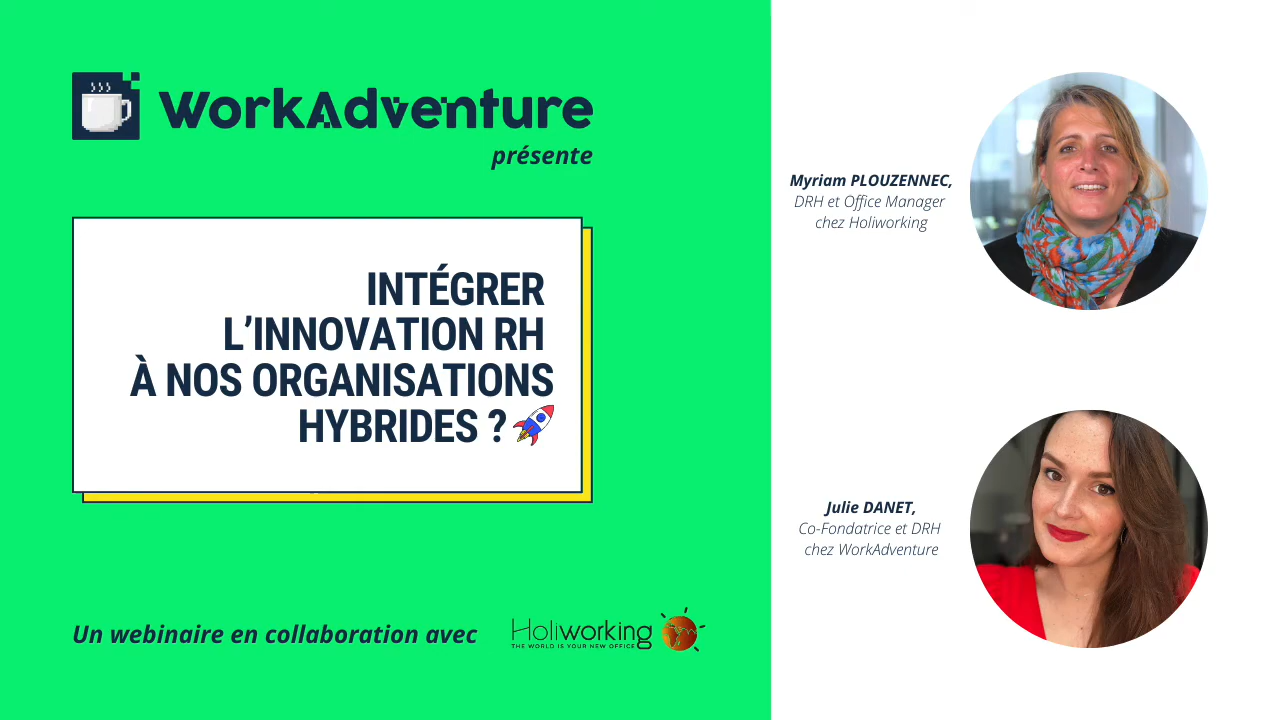 WorkAdventure
présente
INTÉGRER
L’INNOVATION RH
À NOS ORGANISATIONS
HYBRIDES ?
Un webinaire en collaboration avec
Holiworking
THE WORLD IS YOUR NEW OFFICE
Myriam PLOUZENNEC,
DRH et Office Manager
chez Holiworking
Julie DANET,
Co-Fondatrice et DRH
chez WorkAdventure